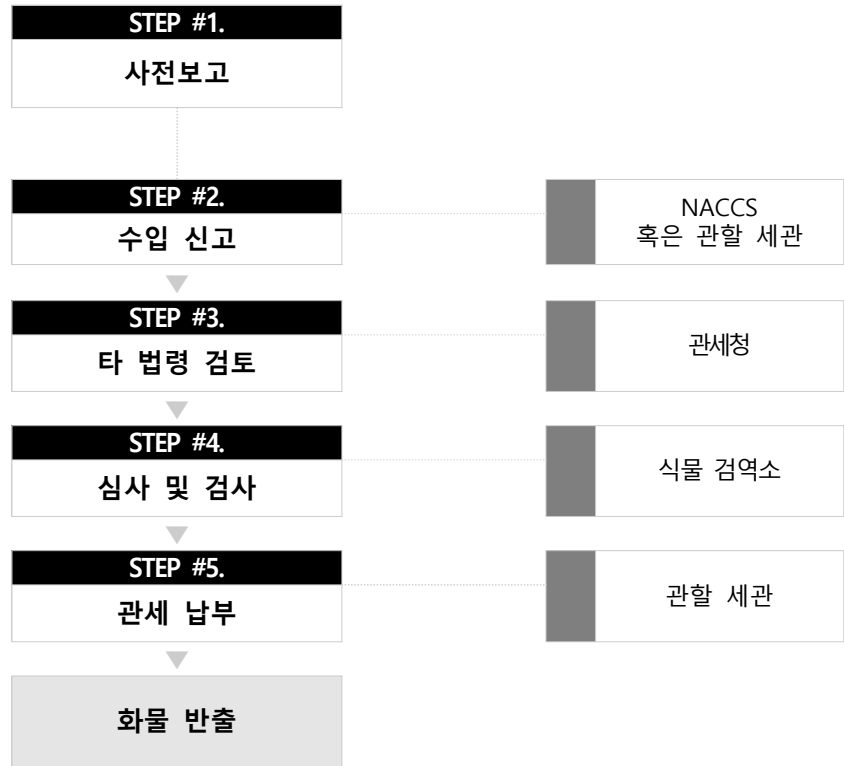 STEP #1.
사전보고
STEP #2.
수입 신고
NACCS
혹은 관할 세관
STEP #3.
타 법령 검토
관세청
STEP #4.
심사 및 검사
식물 검역소
STEP #5.
관세 납부
관할 세관
화물 반출